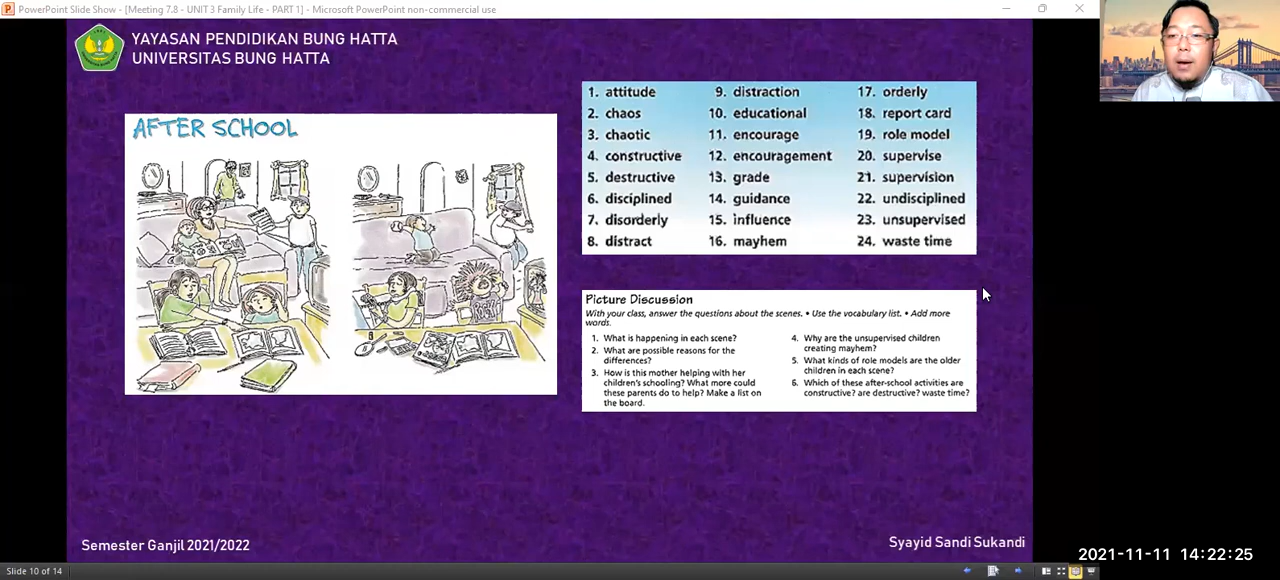 PowerPoint Slide Show - [Meeting 7.8 - UNIT 3 Family Life - PART 1] - Microsoft PowerPoint non-commercial use
YAYASAN PENDIDIKAN BUNG HATTA
UNIVERSITAS BUNG HATTA
AFTER SCHOOL
1. attitude
2. chaos
3. chaotic
4. constructive
5. destructive
6. disciplined
7. disorderly
8. distract
9. distraction
10. educational
11. encourage
12. encouragement
13. grade
14. guidance
15. influence
16. mayhem
17. orderly
18. report card
19. role model
20. supervise
21. supervision
22. undisciplined
23. unsupervised
24. waste time
Picture Discussion
With your class, answer the questions about the scenes. • Use the vocabulary list. • Add more
words.
1. What is happening in each scene?
2. What are possible reasons for the
differences?
3. How is this mother helping with her
children's schooling? What more could
these parents do to help? Make a list on
the board.
4. Why are the unsupervised children
creating mayhem?
5. What kinds of role models are the older
children in each scene?
6. Which of these after-school activities are
constructive? are destructive? waste time?
Semester Ganjil 2021/2022
Syayid Sandi Sukandi
2021-11-11 14:22:25
Slide 10 of 14